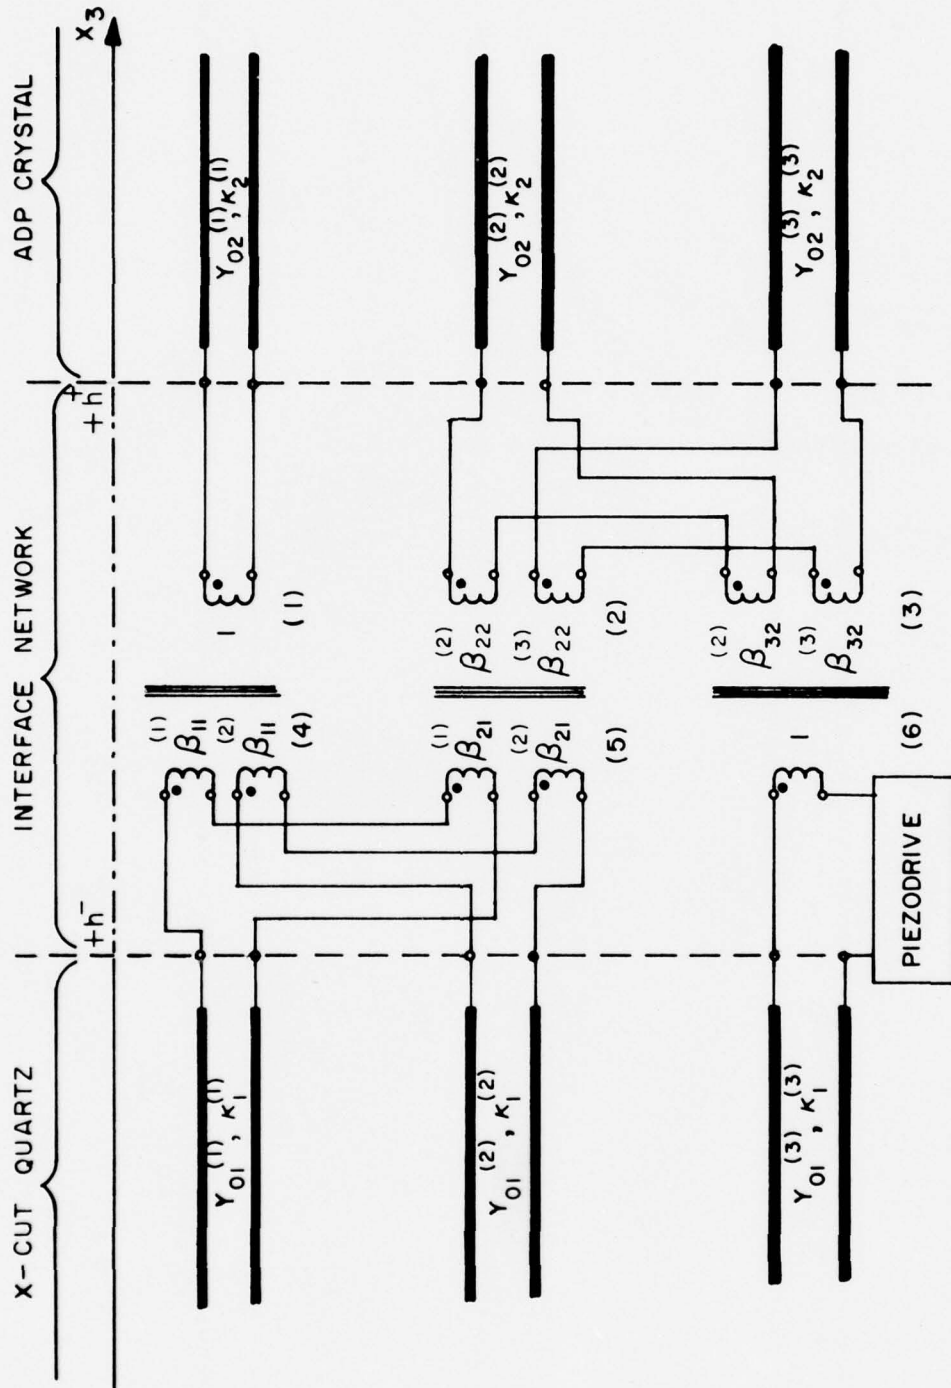 X-CUT QUARTZ
INTERFACE NETWORK
ADP CRYSTAL
+h⁻
+h⁺
x₃
Y₀₁⁽¹⁾, κ₁⁽¹⁾
β₁₁⁽¹⁾
β₁₁⁽²⁾
(4)
1
(1)
Y₀₂⁽¹⁾, κ₂⁽¹⁾
Y₀₁⁽²⁾, κ₁⁽²⁾
β₂₁⁽¹⁾
β₂₁⁽²⁾
(5)
β₂₂⁽²⁾
β₂₂⁽³⁾
(2)
Y₀₂⁽²⁾, κ₂⁽²⁾
Y₀₁⁽³⁾, κ₁⁽³⁾
1
(6)
β₃₂⁽²⁾
β₃₂⁽³⁾
(3)
Y₀₂⁽³⁾, κ₂⁽³⁾
PIEZODRIVE